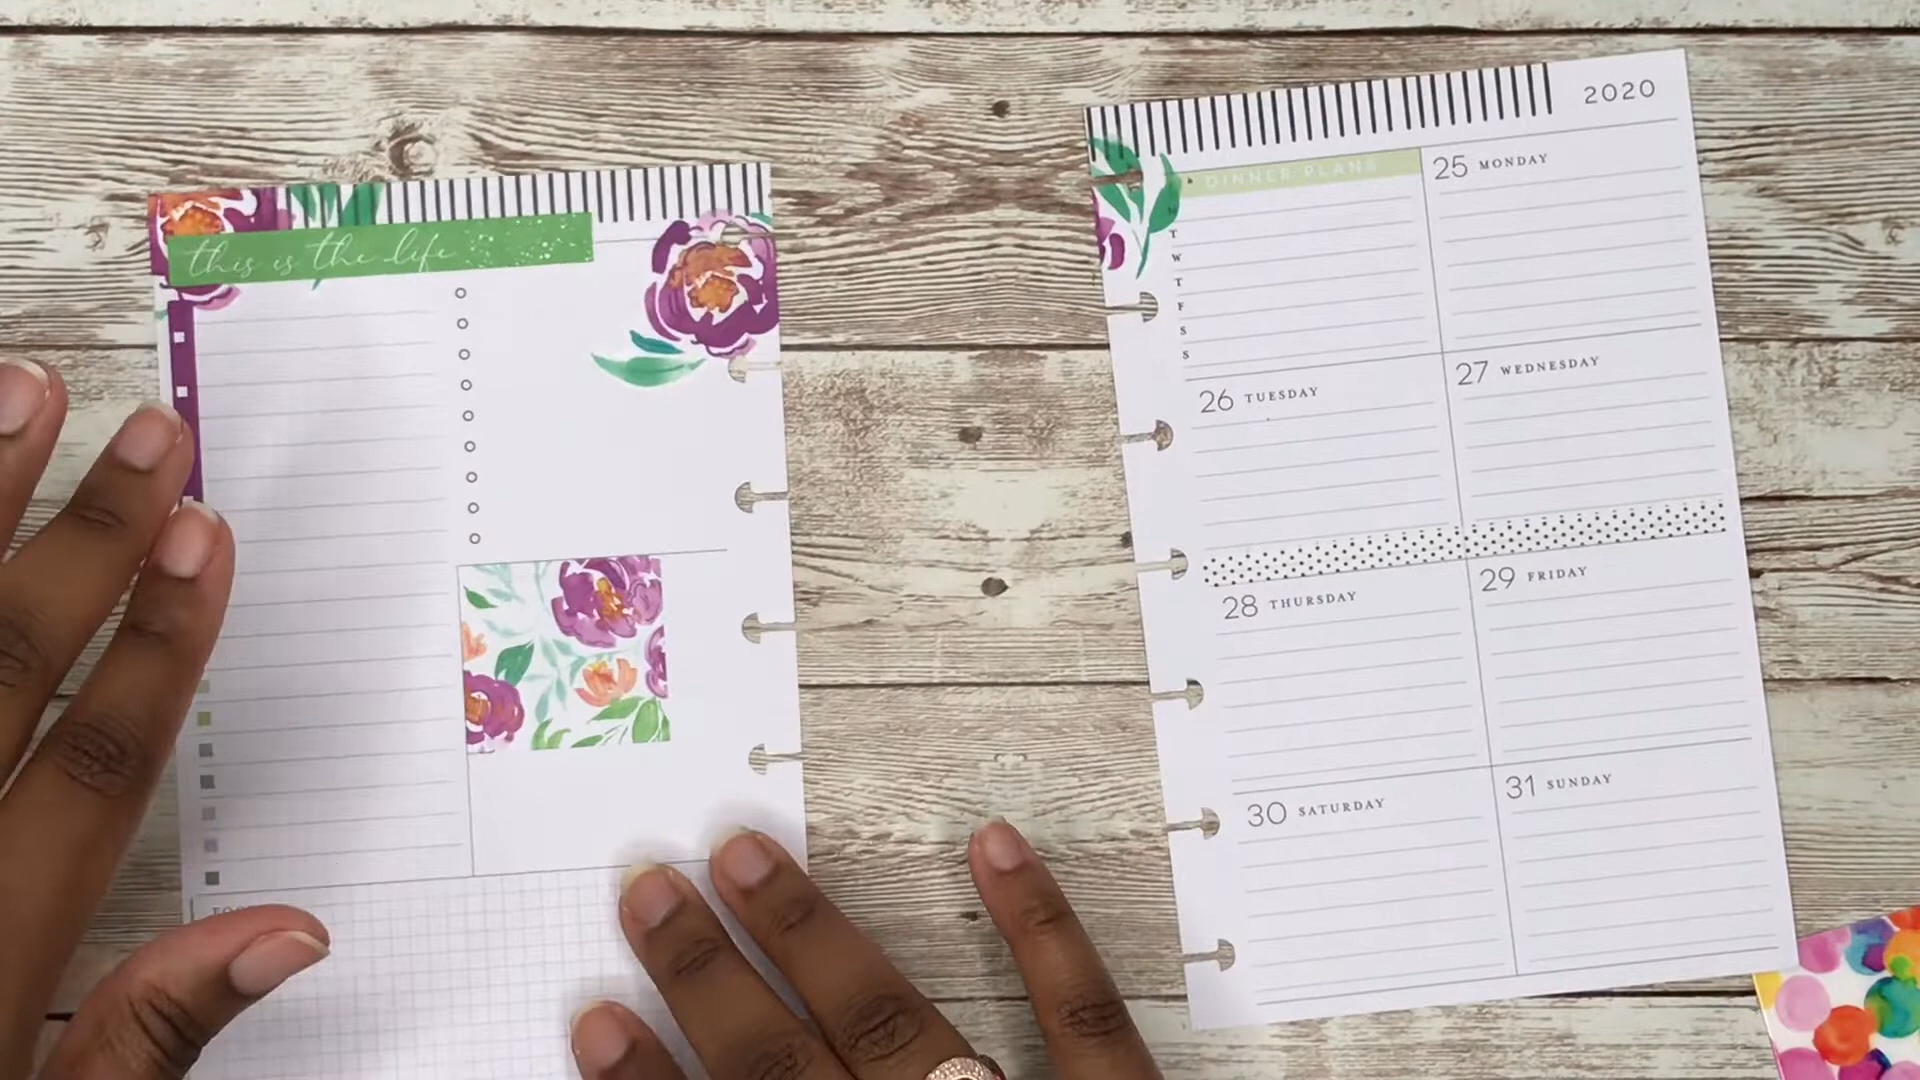 this is the life
2020
DINNER PLANS
25 MONDAY
T
W
T
F
S
S
26 TUESDAY
27 WEDNESDAY
28 THURSDAY
29 FRIDAY
30 SATURDAY
31 SUNDAY